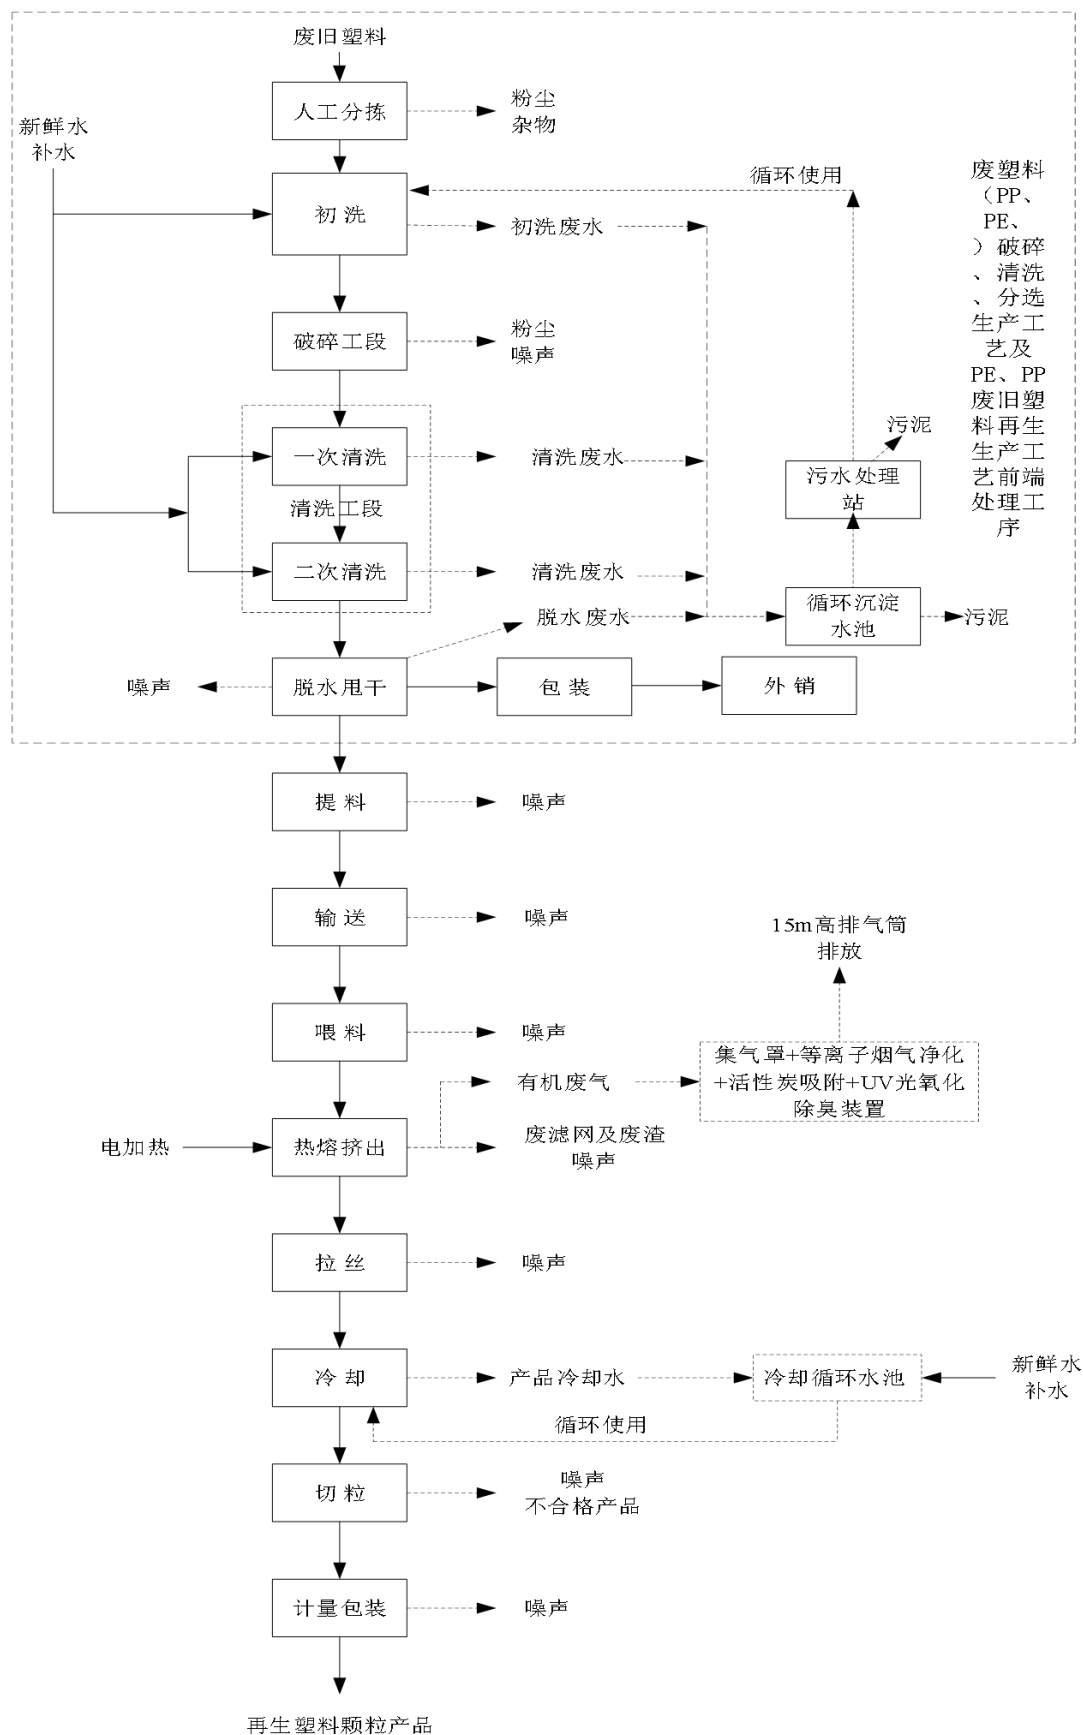 废旧塑料
人工分拣
粉尘
杂物
新鲜水
补水
循环使用
初洗
初洗废水
废塑料
（PP、
PE、
）破碎
、清洗
、分选
生产工
艺及
PE、PP
废旧塑
料再生
生产工
艺前端
处理工
序
破碎工段
粉尘
噪声
一次清洗
清洗废水
清洗工段
二次清洗
清洗废水
污泥
污水处理
站
脱水废水
循环沉淀
水池
污泥
噪声
脱水甩干
包装
外销
提料
噪声
输送
噪声
15m高排气筒
排放
喂料
噪声
有机废气
集气罩+等离子烟气净化
+活性炭吸附+UV光氧化
除臭装置
电加热
热熔挤出
废滤网及废渣
噪声
拉丝
噪声
冷却
产品冷却水
冷却循环水池
新鲜水
补水
循环使用
切粒
噪声
不合格产品
计量包装
噪声
再生塑料颗粒产品